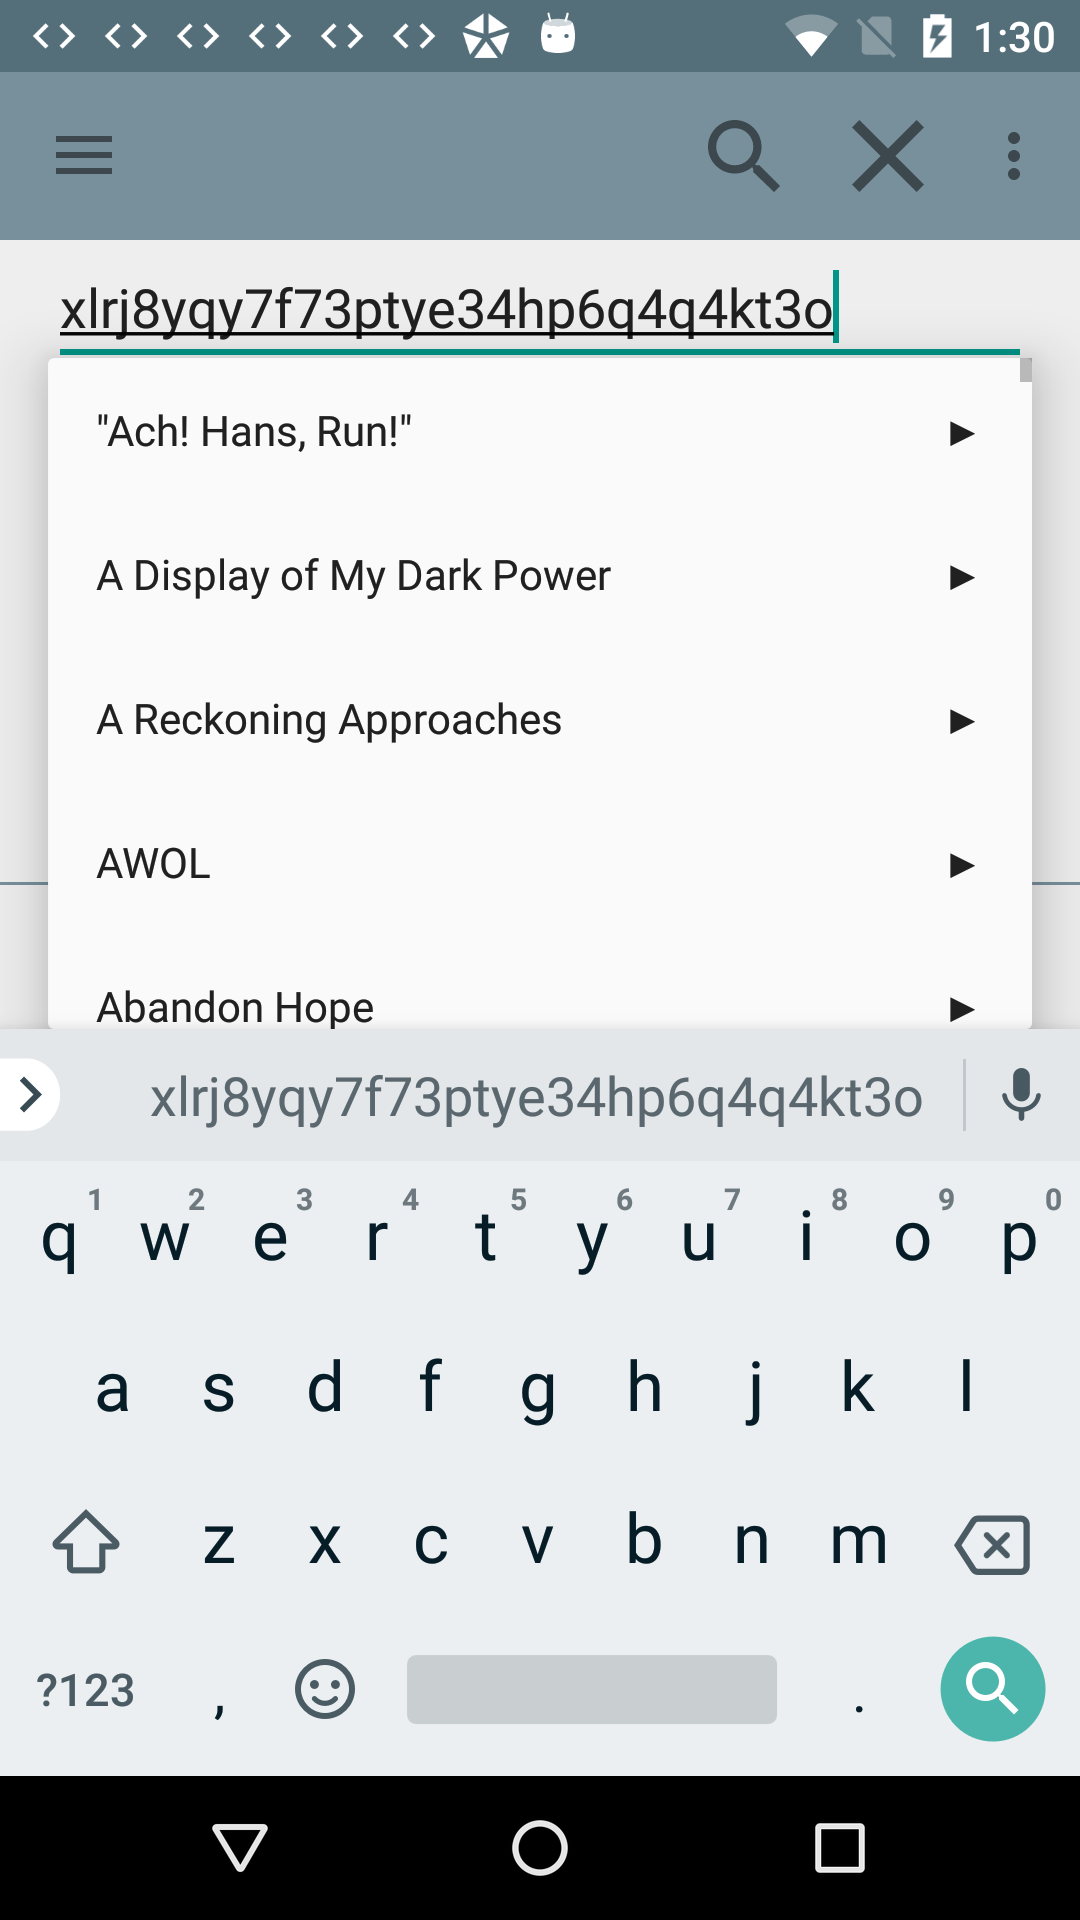 1:30
xlrj8yqy7f73ptye34hp6q4q4kt3o
"Ach! Hans, Run!" ▶
A Display of My Dark Power ▶
A Reckoning Approaches ▶
AWOL ▶
Abandon Hope ▶
xlrj8yqy7f73ptye34hp6q4q4kt3o
1 2 3 4 5 6 7 8 9 0
q w e r t y u i o p
a s d f g h j k l
z x c v b n m
?123 , .